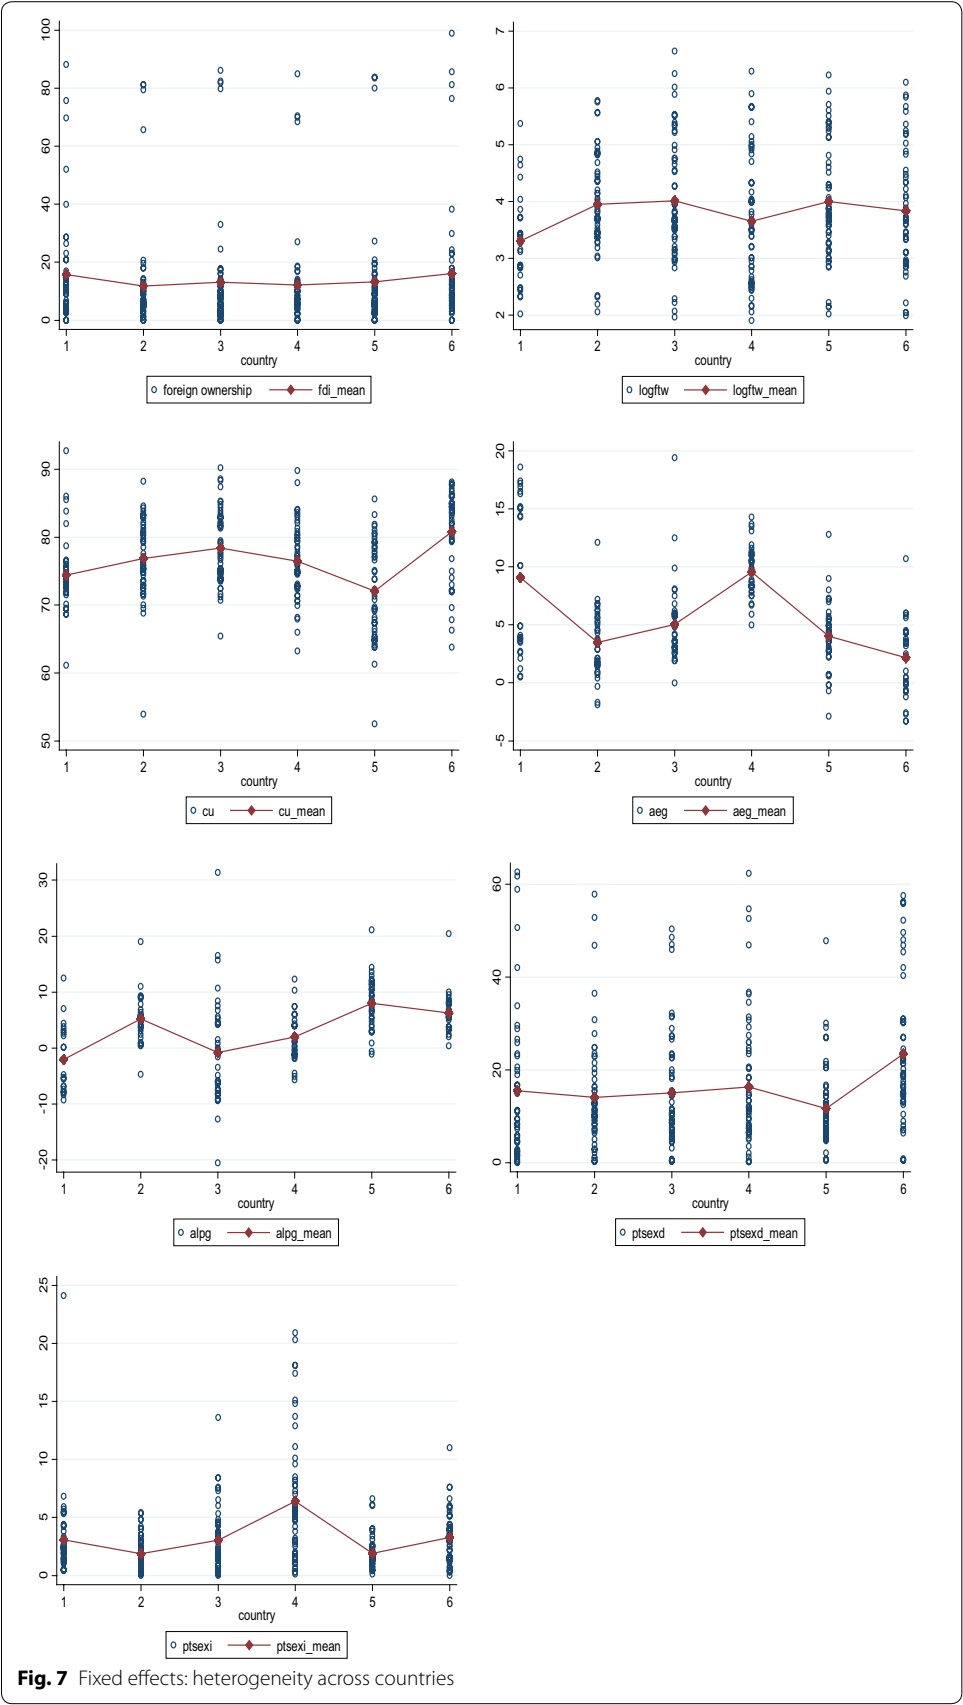 100
80
60
40
20
0
1 2 3 4 5 6
country
foreign ownership fdi_mean
7
6
5
4
3
2
1 2 3 4 5 6
country
logftw logftw_mean
90
80
70
60
50
1 2 3 4 5 6
country
cu cu_mean
20
15
10
5
0
-5
1 2 3 4 5 6
country
aeg aeg_mean
30
20
10
0
-10
-20
1 2 3 4 5 6
country
alpg alpg_mean
60
40
20
0
1 2 3 4 5 6
country
ptsexd ptsexd_mean
25
20
15
10
5
0
1 2 3 4 5 6
country
ptsexi ptsexi_mean
Fig. 7 Fixed effects: heterogeneity across countries